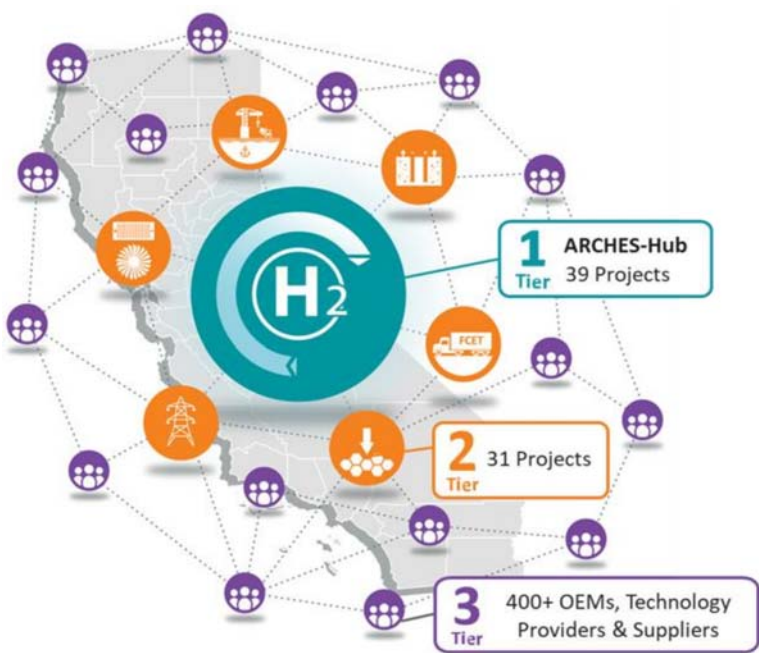 H2
1
Tier
ARCHES-Hub
39 Projects
FCET
2
Tier
31 Projects
3
Tier
400+ OEMs, Technology
Providers & Suppliers